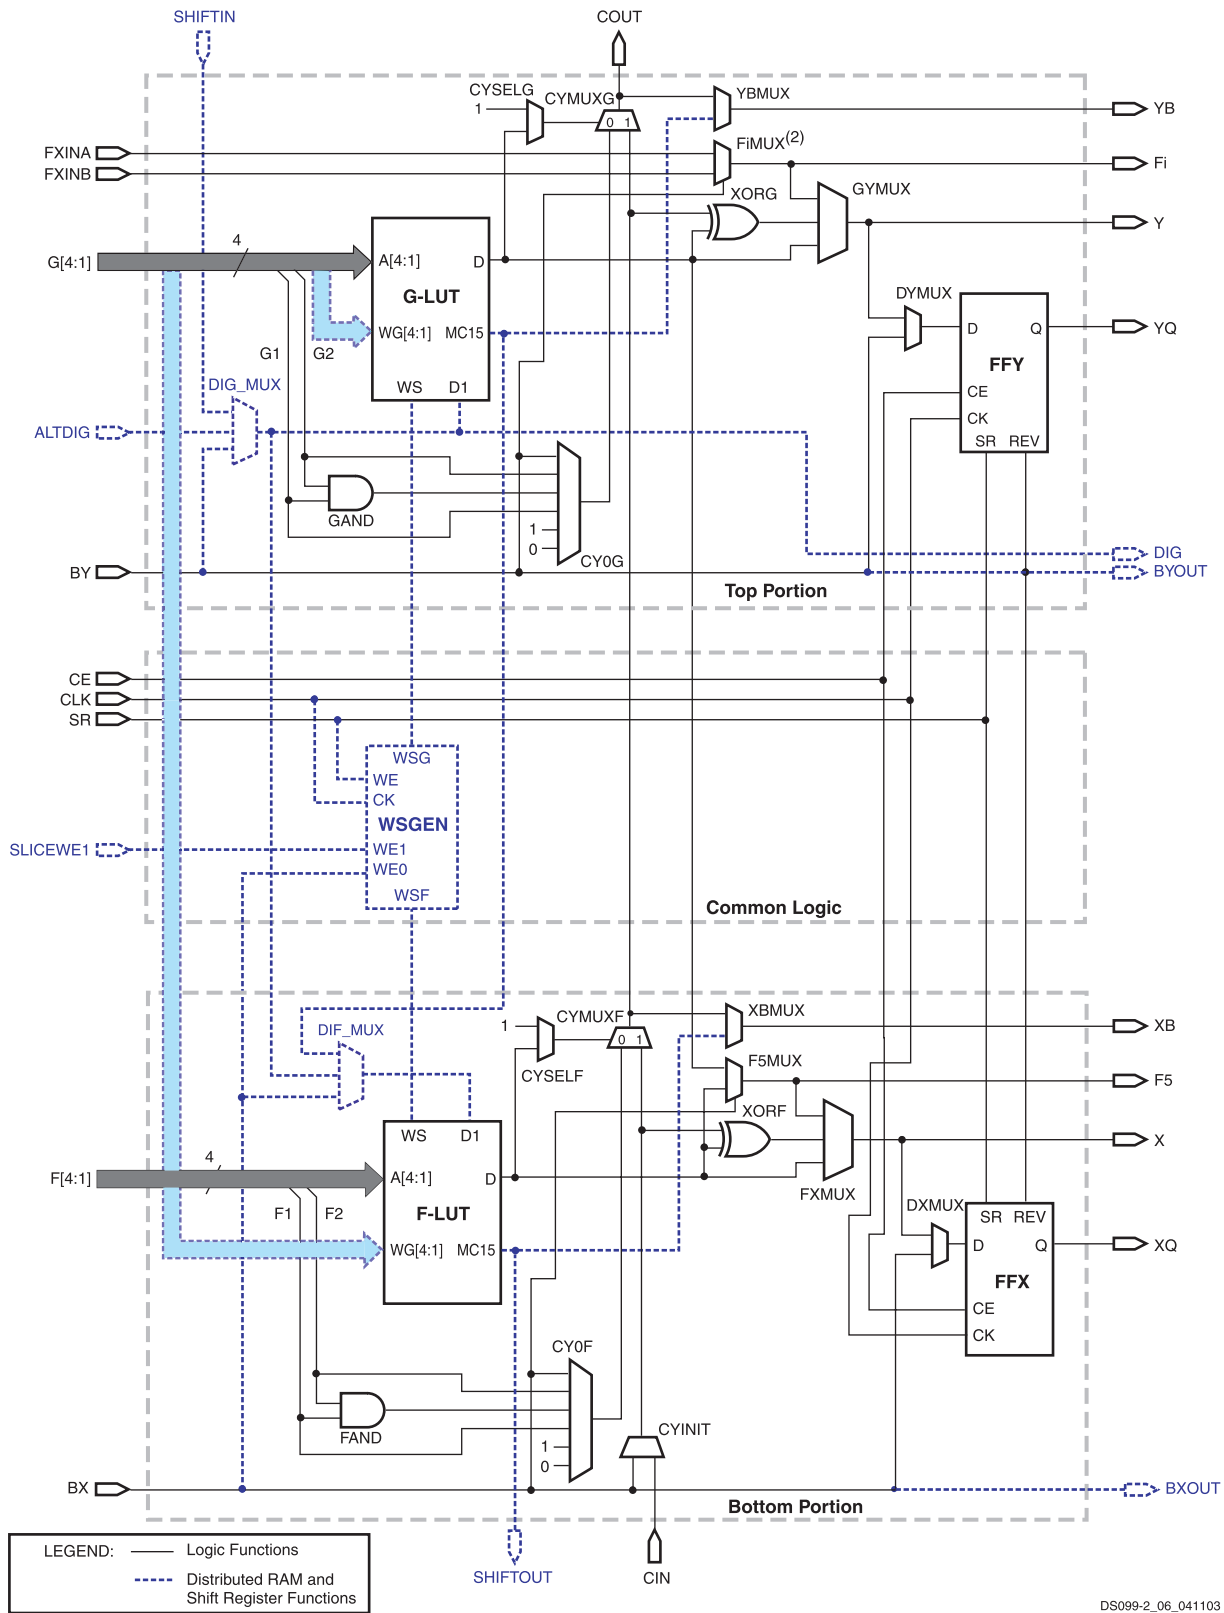 SHIFTIN
COUT
CYSELG
1
CYMUXG
0 1
YBMUX
YB
FXINA
FXINB
FiMUX(2)
Fi
XORG
GYMUX
Y
G[4:1]
4
A[4:1]
D
G-LUT
WG[4:1]
MC15
WS
D1
G1
G2
DYMUX
D
Q
YQ
FFY
CE
CK
SR
REV
DIG_MUX
ALTDIG
GAND
1
0
CY0G
DIG
BY
BYOUT
Top Portion
CE
CLK
SR
WSG
WE
CK
WSGEN
SLICEWE1
WE1
WE0
WSF
Common Logic
DIF_MUX
1
CYMUXF
0 1
CYSELF
XBMUX
XB
F5MUX
F5
XORF
X
FXMUX
WS
D1
F[4:1]
4
A[4:1]
D
F1
F2
F-LUT
WG[4:1]
MC15
DXMUX
SR
REV
D
Q
XQ
FFX
CE
CK
CY0F
FAND
1
0
CYINIT
BX
BXOUT
Bottom Portion
LEGEND:
Logic Functions
Distributed RAM and
Shift Register Functions
SHIFTOUT
CIN
DS099-2_06_041103